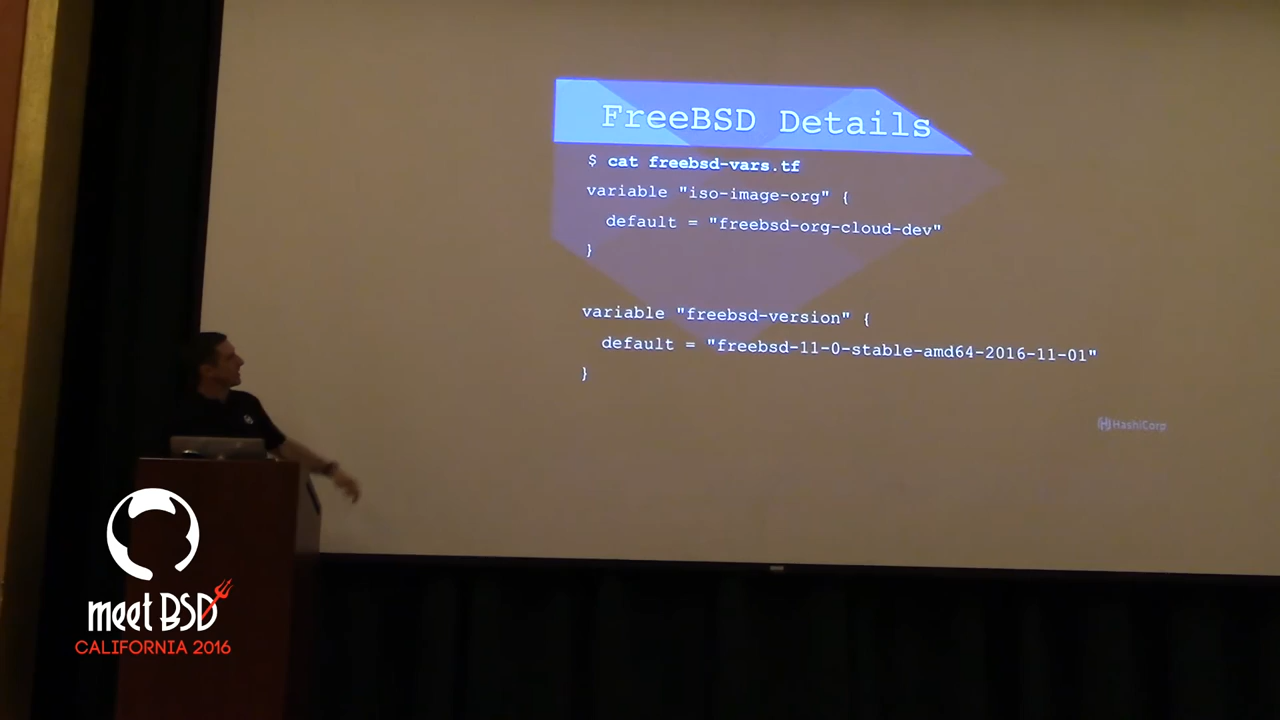 FreeBSD Details
$ cat freebsd-vars.tf
variable "iso-image-org" {
default = "freebsd-org-cloud-dev"
}
variable "freebsd-version" {
default = "freebsd-11-0-stable-amd64-2016-11-01"
}
HashiCorp
meet BSD
CALIFORNIA 2016